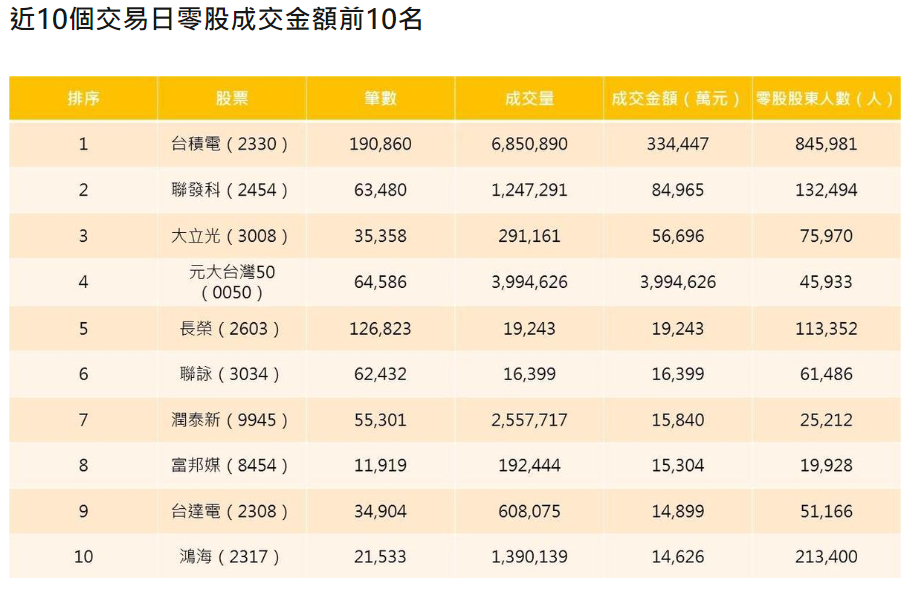 近10個交易日零股成交金額前10名
排序 股票 筆數 成交量 成交金額（萬元） 零股股東人數（人）
1 台積電（2330） 190,860 6,850,890 334,447 845,981
2 聯發科（2454） 63,480 1,247,291 84,965 132,494
3 大立光（3008） 35,358 291,161 56,696 75,970
4 元大台灣50
（0050） 64,586 3,994,626 3,994,626 45,933
5 長榮（2603） 126,823 19,243 19,243 113,352
6 聯詠（3034） 62,432 16,399 16,399 61,486
7 潤泰新（9945） 55,301 2,557,717 15,840 25,212
8 富邦媒（8454） 11,919 192,444 15,304 19,928
9 台達電（2308） 34,904 608,075 14,899 51,166
10 鴻海（2317） 21,533 1,390,139 14,626 213,400